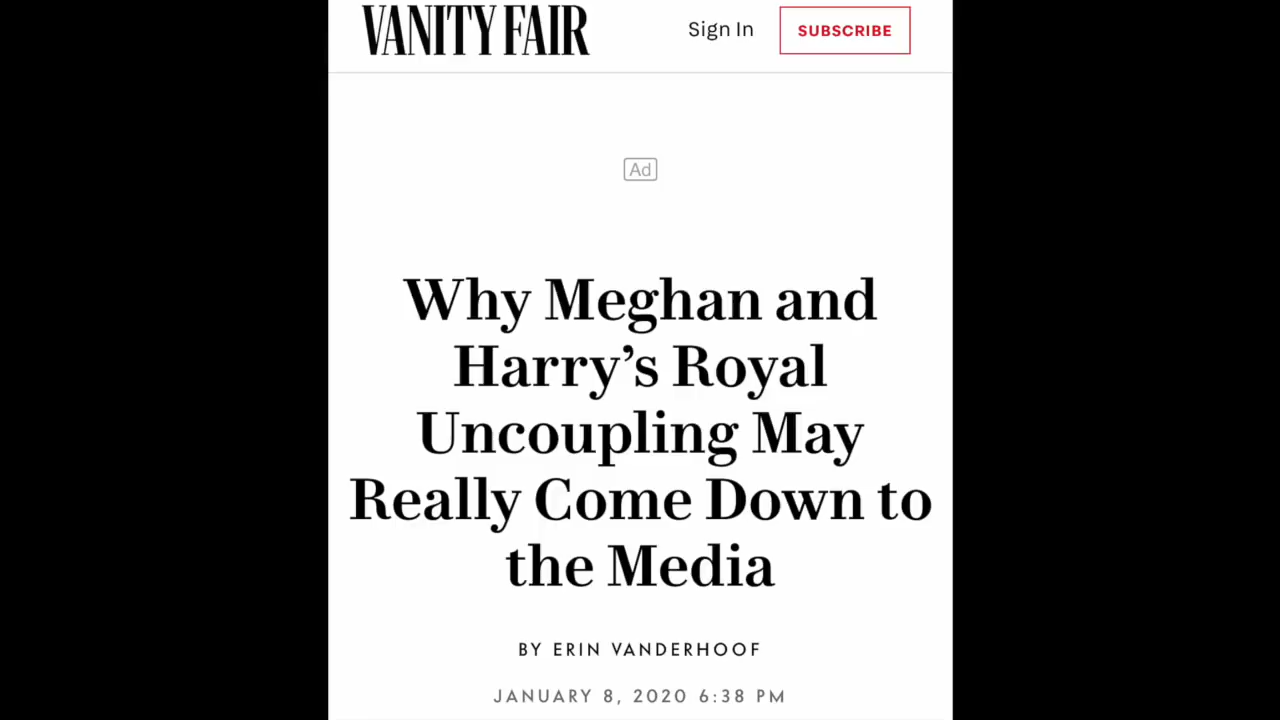 VANITY FAIR
Sign In
SUBSCRIBE
Ad
Why Meghan and
Harry’s Royal
Uncoupling May
Really Come Down to
the Media
BY ERIN VANDERHOOF
JANUARY 8, 2020 6:38 PM